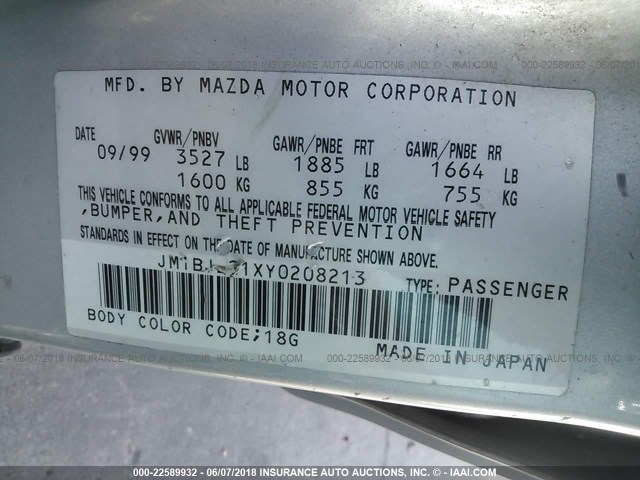 MFD. BY MAZDA MOTOR CORPORATION
DATE GVWR/PNBV GAWR/PNBE FRT GAWR/PNBE RR
09/99 3527 LB 1885 LB 1664 LB
1600 KG 855 KG 755 KG
THIS VEHICLE CONFORMS TO ALL APPLICABLE FEDERAL MOTOR VEHICLE SAFETY
,BUMPER,AND THEFT PREVENTION
STANDARDS IN EFFECT ON THE DATE OF MANUFACTURE SHOWN ABOVE.
TYPE: PASSENGER
BODY COLOR CODE;18G MADE IN JAPAN
000-22589932 - 06/07/2018 INSURANCE AUTO AUCTIONS, INC. - © - IAAI.COM